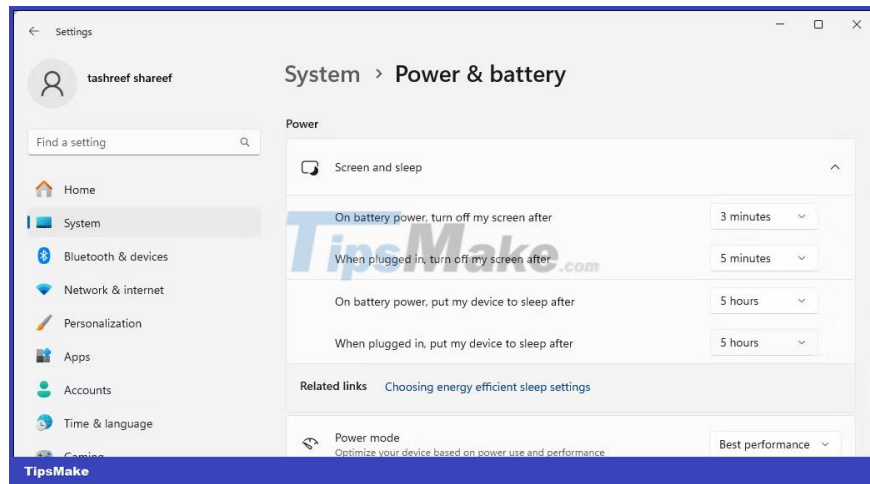 Settings
tashreef shareef
System > Power & battery
Find a setting
Home
System
Bluetooth & devices
Network & internet
Personalization
Apps
Accounts
Time & language
Gaming
Power
Screen and sleep
On battery power, turn off my screen after 3 minutes
TipsMake.com
When plugged in, turn off my screen after 5 minutes
On battery power, put my device to sleep after 5 hours
When plugged in, put my device to sleep after 5 hours
Related links Choosing energy efficient sleep settings
Power mode Best performance
Optimize your device based on power use and performance
TipsMake